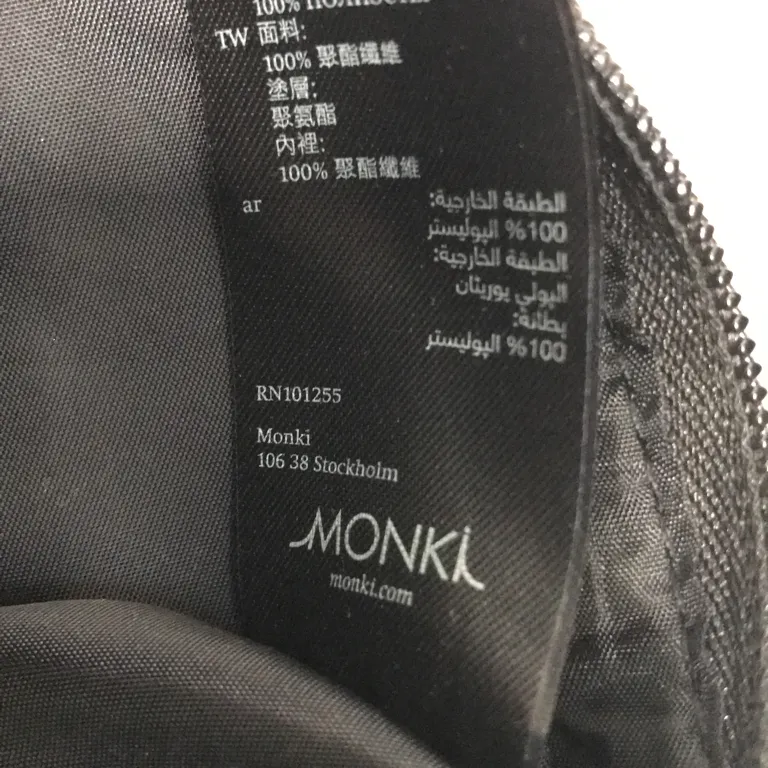 100% ПОЛИЭСТЕР
TW 面料:
100% 聚酯纖維
塗層:
聚氨酯
內裡:
100% 聚酯纖維
ar
الطبقة الخارجية:
100% البوليستر
الطبقة الخارجية:
البولي يوريثان
بطانة:
100% البوليستر
RN101255
Monki
106 38 Stockholm
MONKI
monki.com